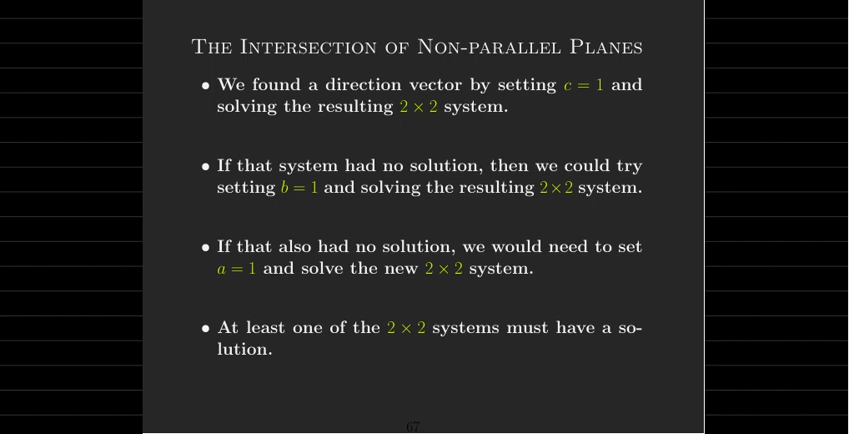 The Intersection of Non-parallel Planes
• We found a direction vector by setting c = 1 and
solving the resulting 2 × 2 system.
• If that system had no solution, then we could try
setting b = 1 and solving the resulting 2×2 system.
• If that also had no solution, we would need to set
a = 1 and solve the new 2 × 2 system.
• At least one of the 2 × 2 systems must have a so-
lution.
67